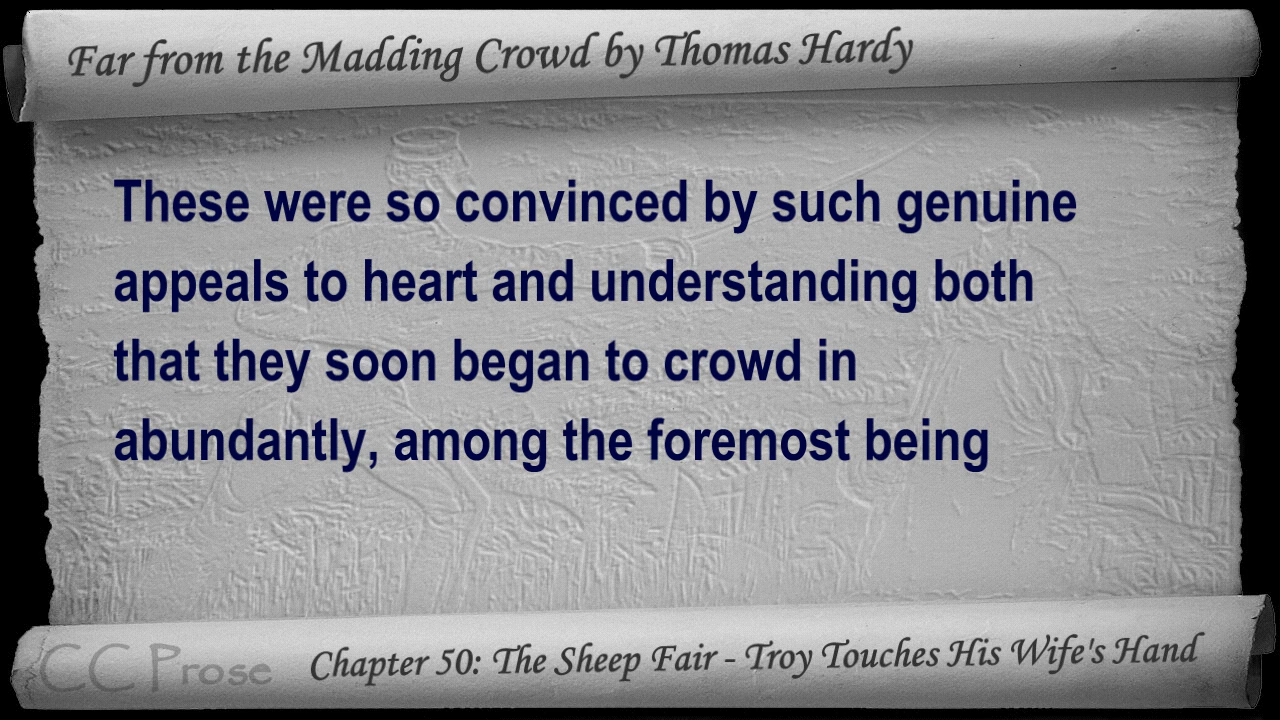 Far from the Madding Crowd by Thomas Hardy
These were so convinced by such genuine
appeals to heart and understanding both
that they soon began to crowd in
abundantly, among the foremost being
CC Prose
Chapter 50: The Sheep Fair - Troy Touches His Wife's Hand